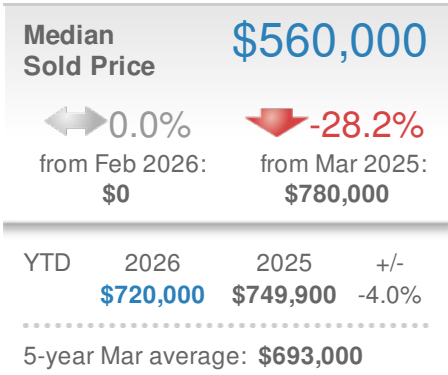 Median
Sold Price
$560,000
0.0%
from Feb 2026:
$0
-28.2%
from Mar 2025:
$780,000
YTD 2026 2025 +/-
$720,000 $749,900 -4.0%
5-year Mar average: $693,000